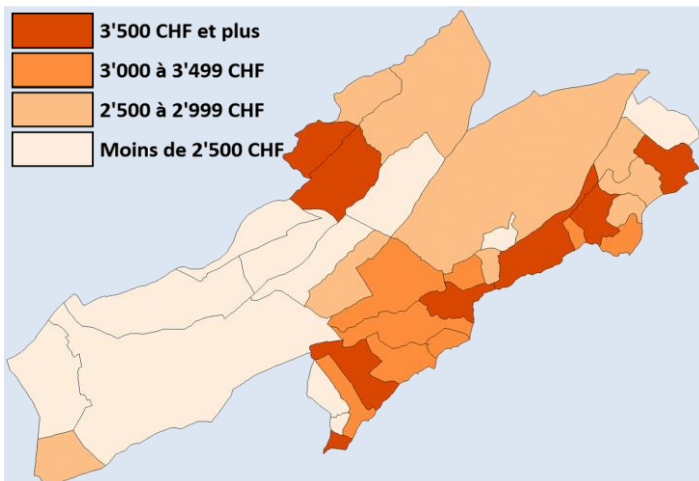 3'500 CHF et plus
3'000 à 3'499 CHF
2'500 à 2'999 CHF
Moins de 2'500 CHF